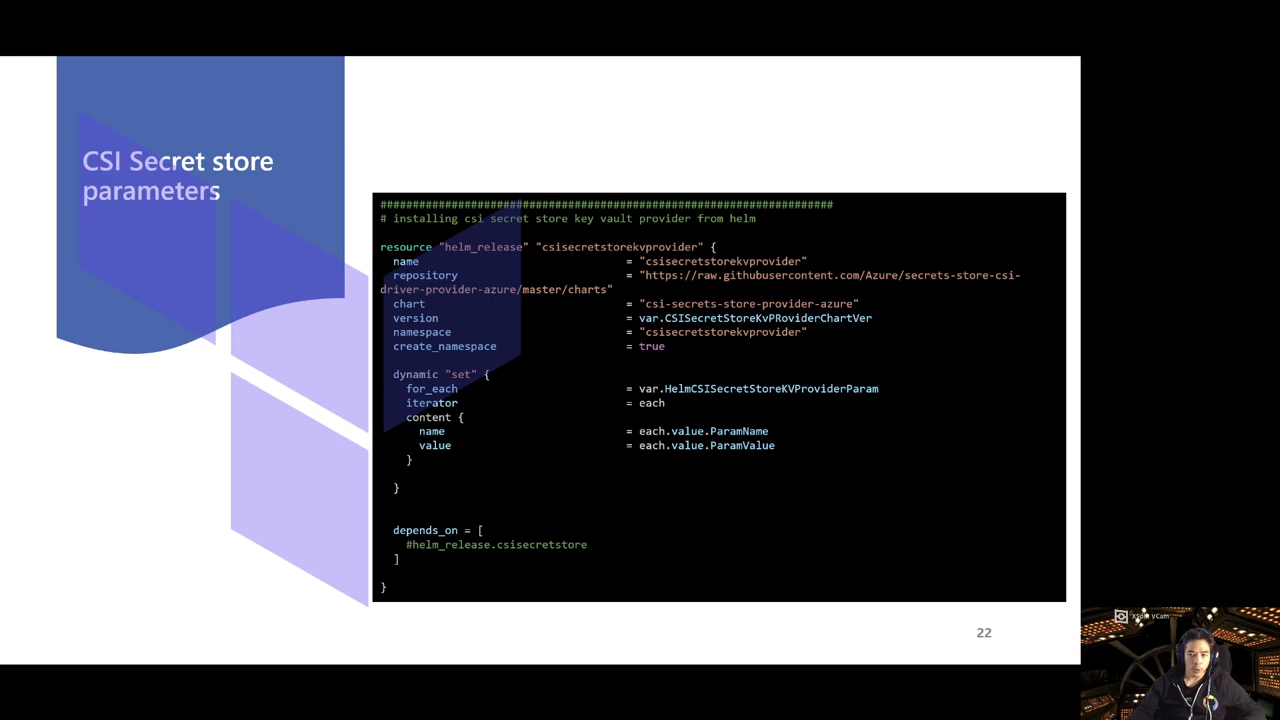 CSI Secret store
parameters
######################################################################
# installing csi secret store key vault provider from helm
resource "helm_release" "csisecretstorekvprovider" {
name = "csisecretstorekvprovider"
repository = "https://raw.githubusercontent.com/Azure/secrets-store-csi-
driver-provider-azure/master/charts"
chart = "csi-secrets-store-provider-azure"
version = var.CSISecretStoreKvPRoviderChartVer
namespace = "csisecretstorekvprovider"
create_namespace = true
dynamic "set" {
for_each = var.HelmCSISecretStoreKVProviderParam
iterator = each
content {
name = each.value.ParamName
value = each.value.ParamValue
}
}
depends_on = [
#helm_release.csisecretstore
]
}
22
XSplit VCam